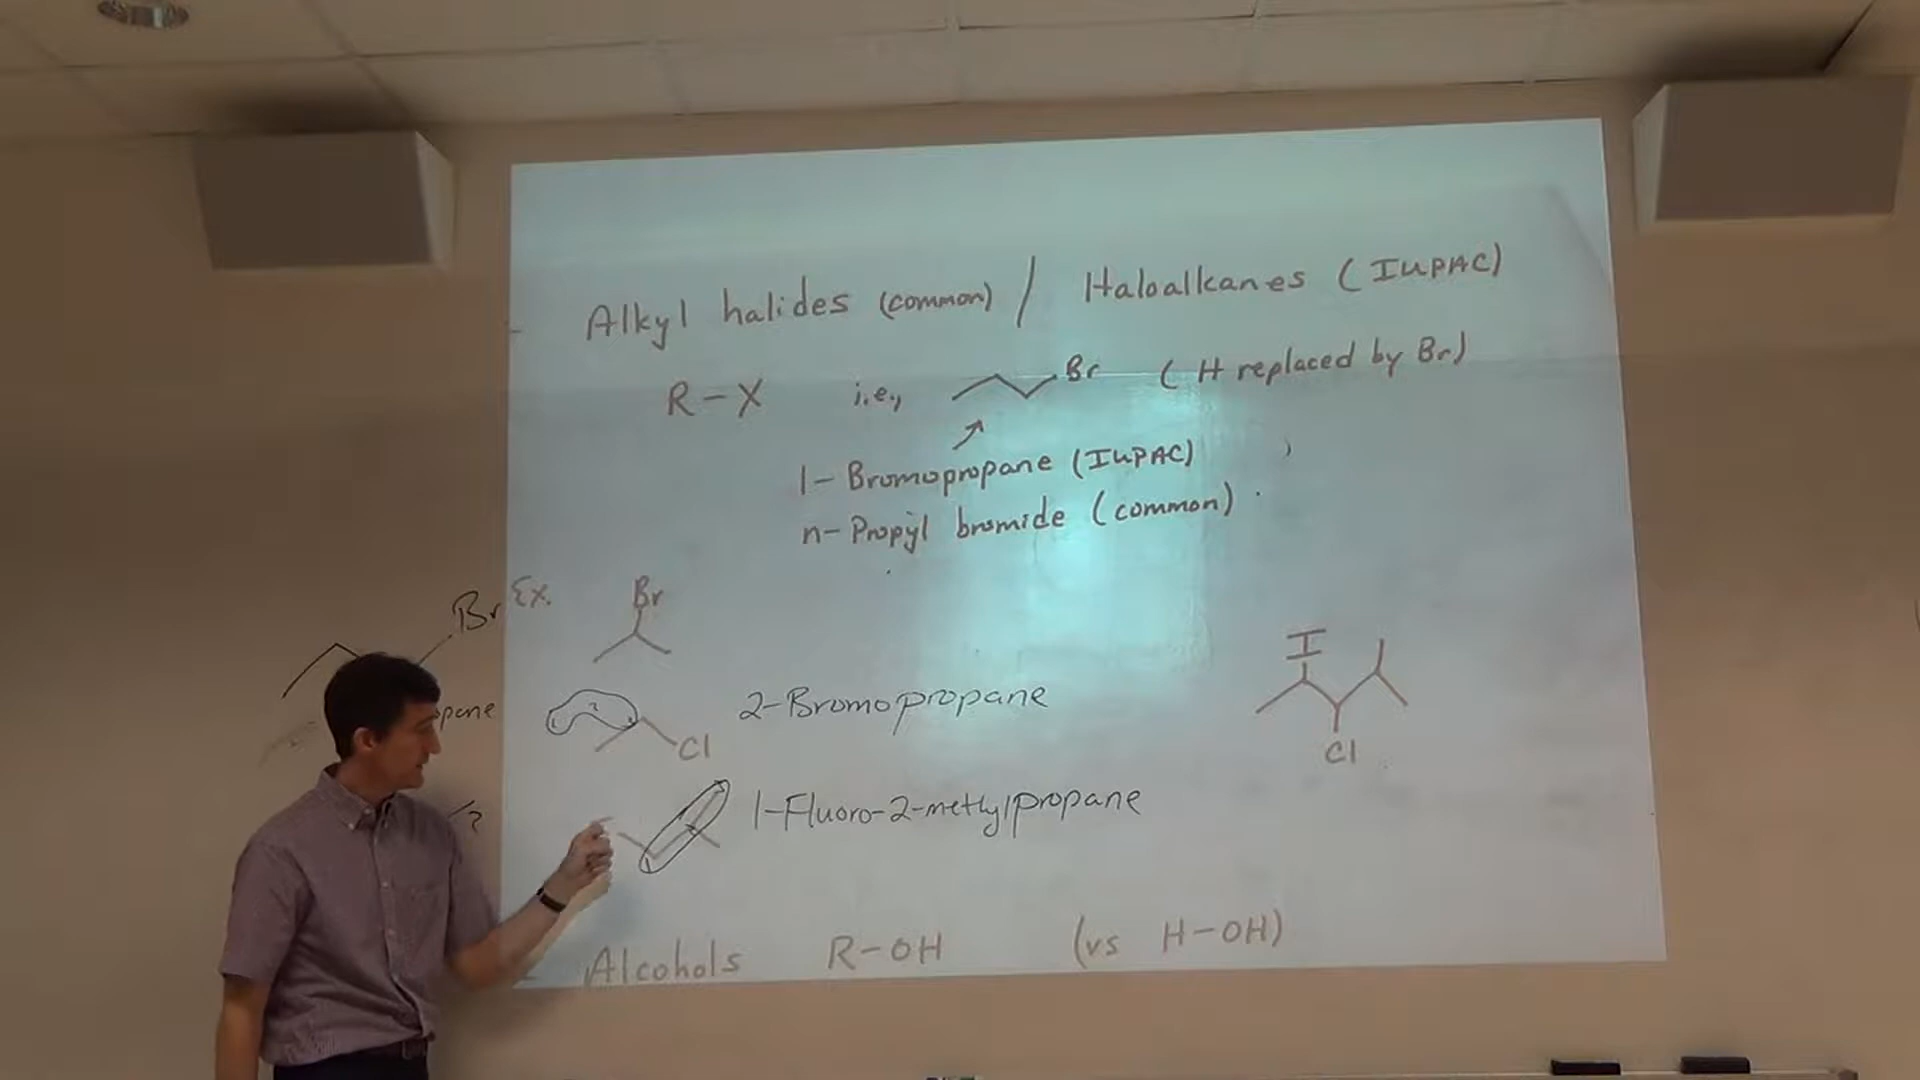 - Alkyl halides (common) / Haloalkanes (IUPAC)
R-X i.e., Br (H replaced by Br)
1-Bromopropane (IUPAC)
n-Propyl bromide (common)
Br Ex. Br
I
2-Bromopropane
Cl
Cl
1-Fluoro-2-methylpropane
- Alcohols R-OH (vs H-OH)